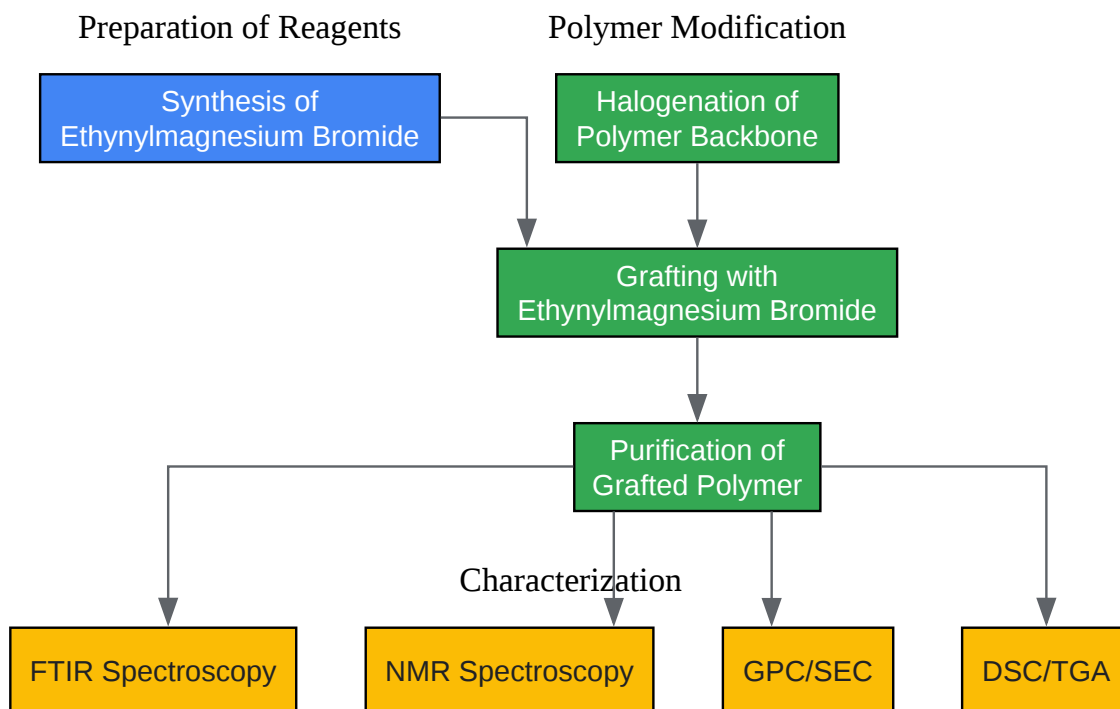 Preparation of Reagents
Polymer Modification
Synthesis of
Ethynylmagnesium Bromide
Halogenation of
Polymer Backbone
Grafting with
Ethynylmagnesium Bromide
Purification of
Grafted Polymer
Characterization
FTIR Spectroscopy
NMR Spectroscopy
GPC/SEC
DSC/TGA